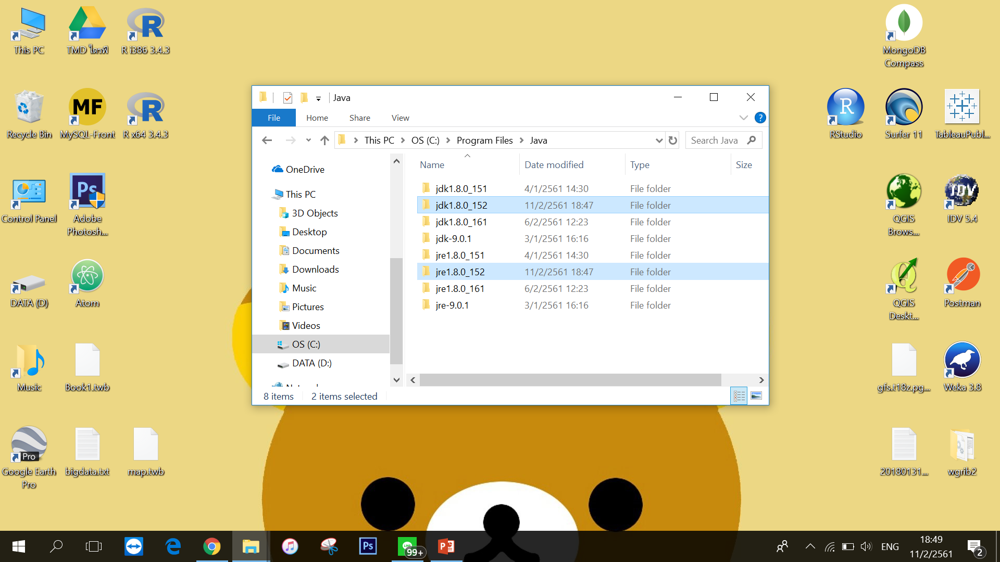 This PC
TMD ไดรฟ์
R i386 3.4.3
MongoDB
Compass
Recycle Bin
MF
MySQL-Front
R x64 3.4.3
R
RStudio
Surfer 11
TableauPubl...
Control Panel
Ps
Adobe
Photosh...
QGIS
Brows...
IDV
IDV 5.4
DATA (D)
Atom
QGIS
Deskt...
Postman
Music
Book1.twb
gfs.t18z.pg...
Weka 3.8
Pro
Google Earth
Pro
bigdata.txt
map.twb
20180131...
wgrib2
Java
File Home Share View
This PC OS (C:) Program Files Java
Search Java
OneDrive
This PC
3D Objects
Desktop
Documents
Downloads
Music
Pictures
Videos
OS (C:)
DATA (D:)
Name Date modified Type Size
jdk1.8.0_151 4/1/2561 14:30 File folder
jdk1.8.0_152 11/2/2561 18:47 File folder
jdk1.8.0_161 6/2/2561 12:23 File folder
jdk-9.0.1 3/1/2561 16:16 File folder
jre1.8.0_151 4/1/2561 14:30 File folder
jre1.8.0_152 11/2/2561 18:47 File folder
jre1.8.0_161 6/2/2561 12:23 File folder
jre-9.0.1 3/1/2561 16:16 File folder
8 items 2 items selected
Ps
99+
ENG
18:49
11/2/2561
2